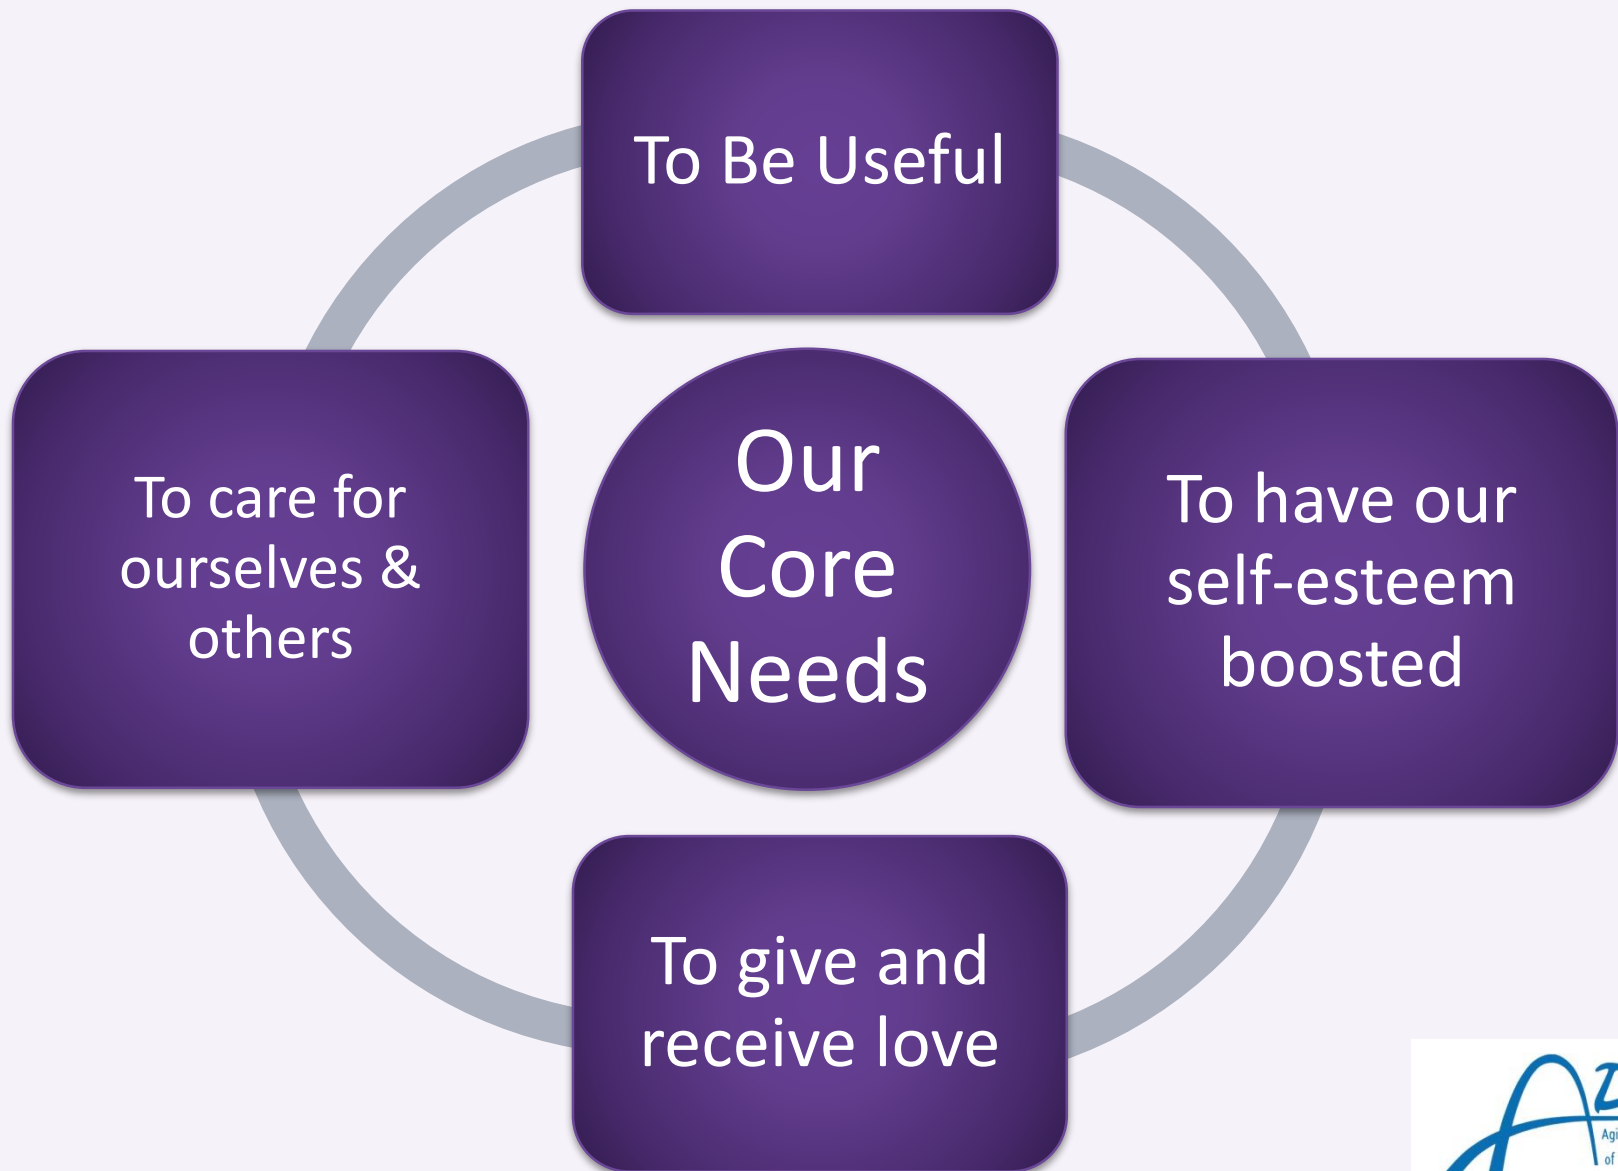 To Be Useful
Our
Core
Needs
To care for
ourselves &
others
To have our
self-esteem
boosted
To give and
receive love
of